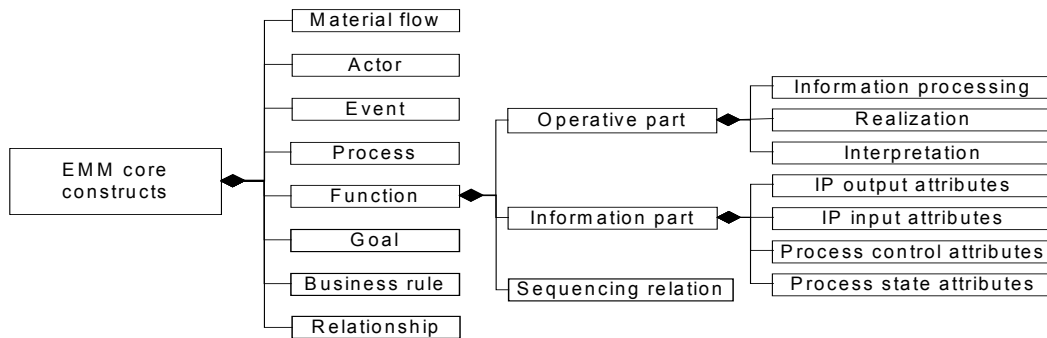 EMM core
constructs
Material flow
Actor
Event
Process
Function
Goal
Business rule
Relationship
Operative part
Information part
Sequencing relation
Information processing
Realization
Interpretation
IP output attributes
IP input attributes
Process control attributes
Process state attributes